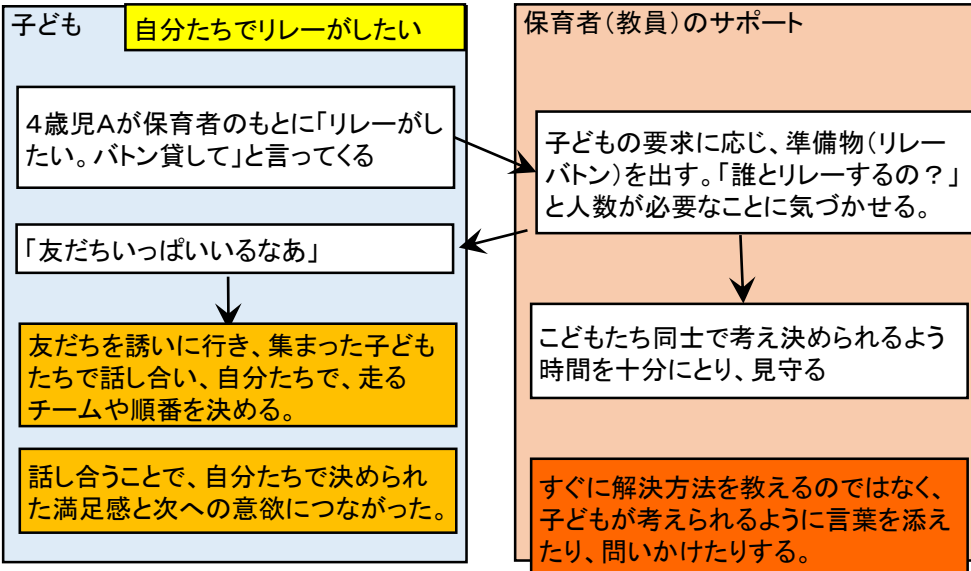 子ども
自分たちでリレーがしたい
４歳児Aが保育者のもとに「リレーがし
たい。バトン貸して」と言ってくる
「友だちいっぱいいるなあ」
友だちを誘いに行き、集まった子ども
たちで話し合い、自分たちで、走る
チームや順番を決める。
話し合うことで、自分たちで決められ
た満足感と次への意欲につながった。
保育者（教員）のサポート
子どもの要求に応じ、準備物（リレー
バトン）を出す。「誰とリレーするの？」
と人数が必要なことに気づかせる。
こどもたち同士で考え決められるよう
時間を十分にとり、見守る
すぐに解決方法を教えるのではなく、
子どもが考えられるように言葉を添え
たり、問いかけたりする。